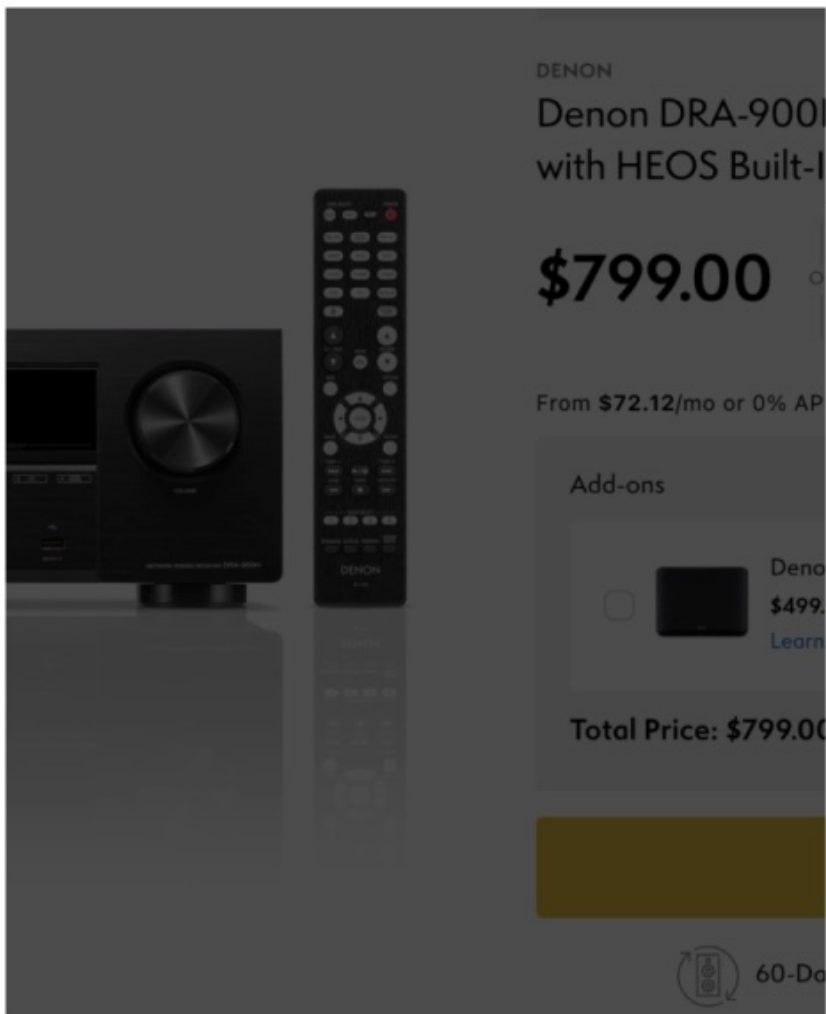 DENON
Denon DRA-900
with HEOS Built-I
$799.00
From $72.12/mo or 0% AP
Add-ons
Deno
$499.
Learn
Total Price: $799.00
60-Da
VOLUME
DENON